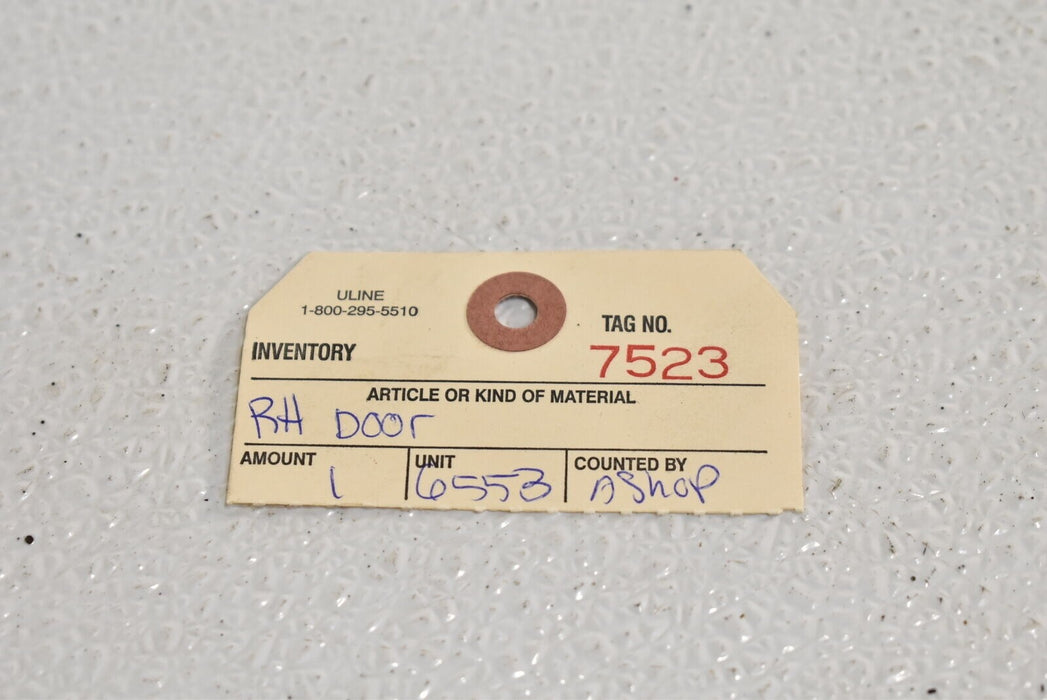 ULINE
1-800-295-5510
TAG NO.
INVENTORY
7523
ARTICLE OR KIND OF MATERIAL
RH Door
AMOUNT UNIT COUNTED BY
1 6553 AShop